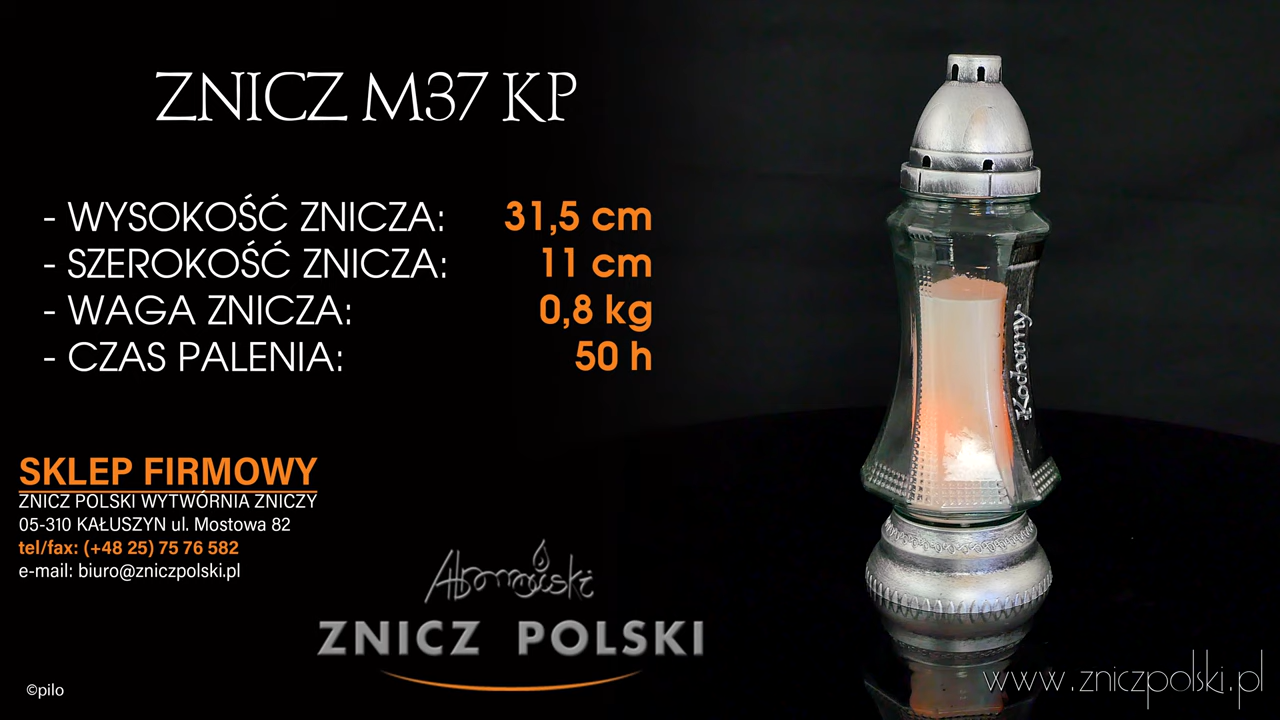 ZNICZ M37 KP
- WYSOKOŚĆ ZNICZA: 31,5 cm
- SZEROKOŚĆ ZNICZA: 11 cm
- WAGA ZNICZA: 0,8 kg
- CZAS PALENIA: 50 h
SKLEP FIRMOWY
ZNICZ POLSKI WYTWÓRNIA ZNICZY
05-310 KAŁUSZYN ul. Mostowa 82
tel/fax: (+48 25) 75 76 582
e-mail: biuro@zniczpolski.pl
ZNICZ POLSKI
©pilo
Kochamy
www.zniczpolski.pl